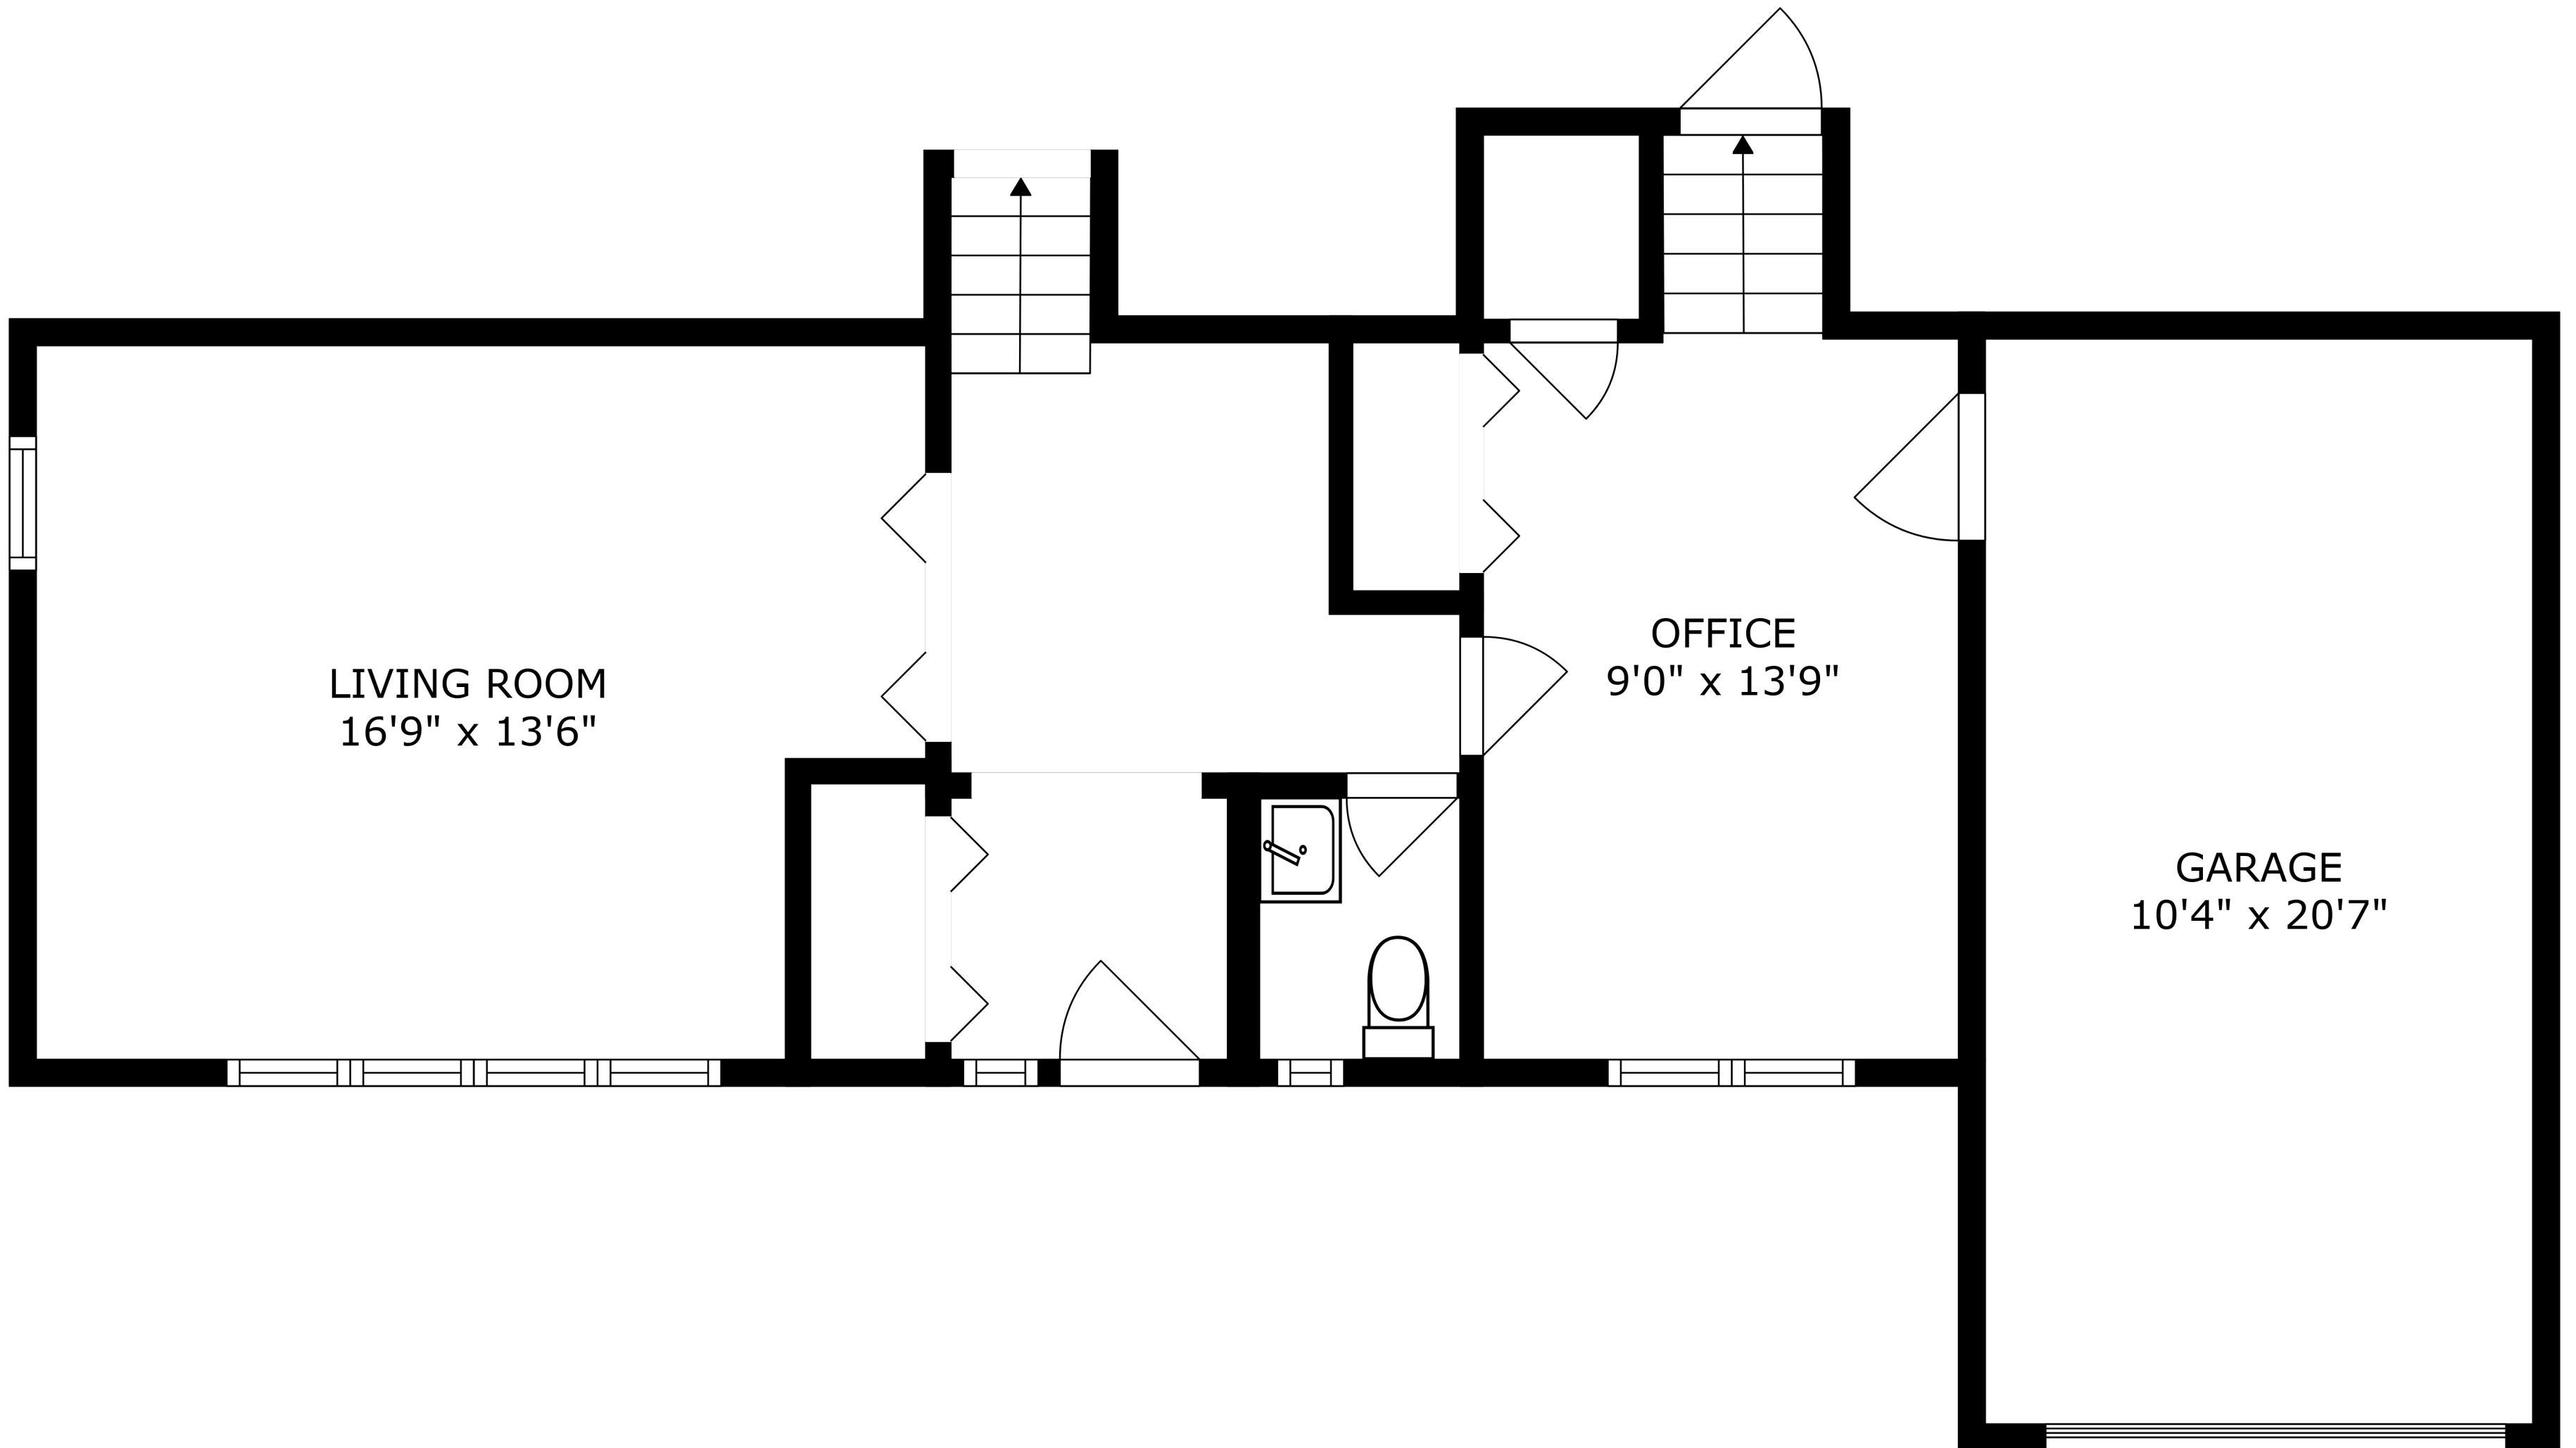 LIVING ROOM
16'9" x 13'6"
OFFICE
9'0" x 13'9"
GARAGE
10'4" x 20'7"